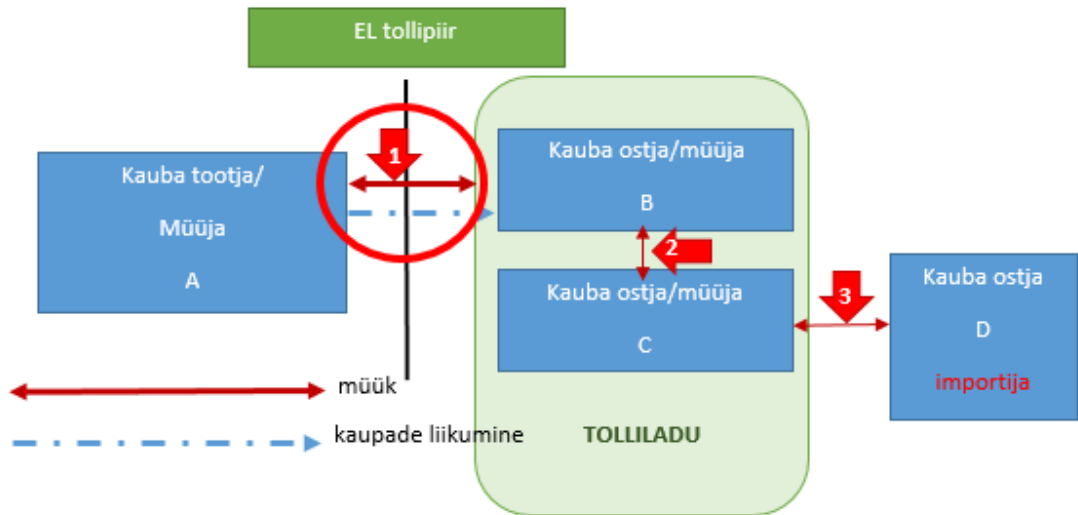 EL tollipiir
Kauba tootja/
Müüja
A
1
Kauba ostja/müüja
B
2
Kauba ostja/müüja
C
3
Kauba ostja
D
importija
müük
kaupade liikumine
TOLLILADU